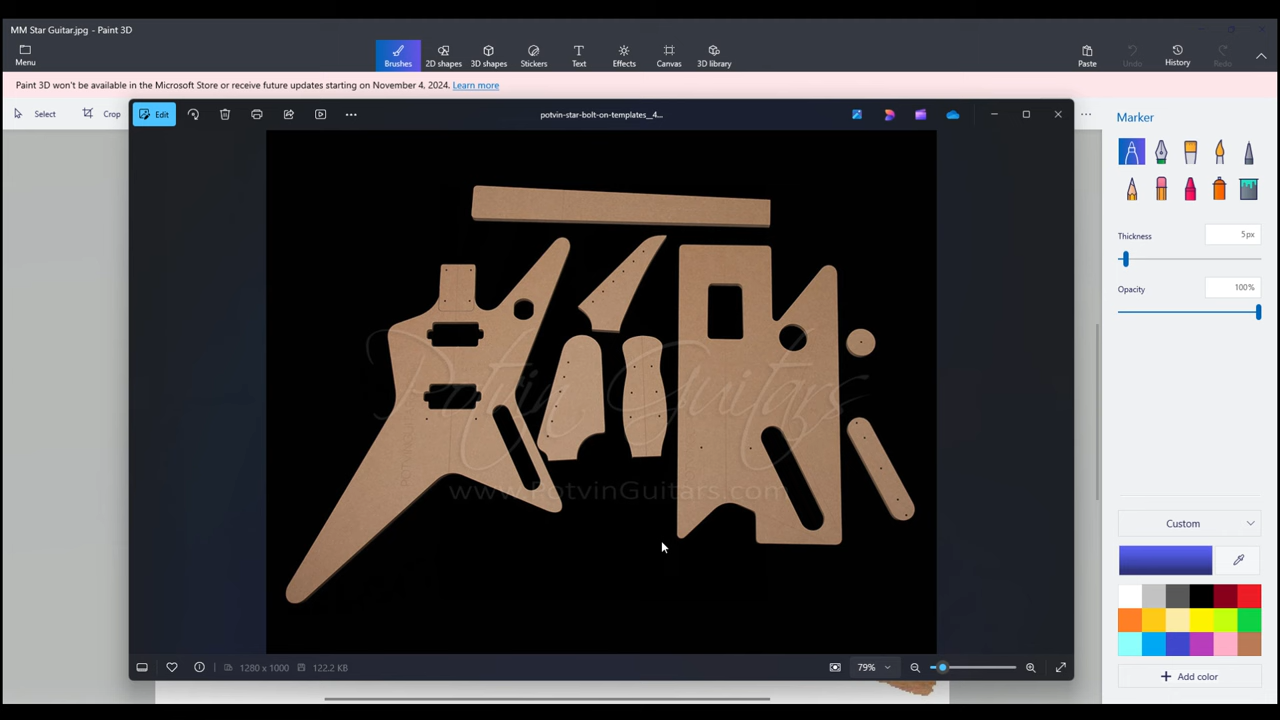 MM Star Guitar.jpg - Paint 3D
Menu
Brushes
2D shapes
3D shapes
Stickers
Text
Effects
Canvas
3D library
Paste
Undo
History
Redo
Paint 3D won't be available in the Microsoft Store or receive future updates starting on November 4, 2024. Learn more
Select
Crop
Edit
potvin-star-bolt-on-templates__4...
Marker
Thickness
5px
Opacity
100%
Potvin Guitars
www.PotvinGuitars.com
Custom
Add color
1280 x 1000
122.2 KB
79%